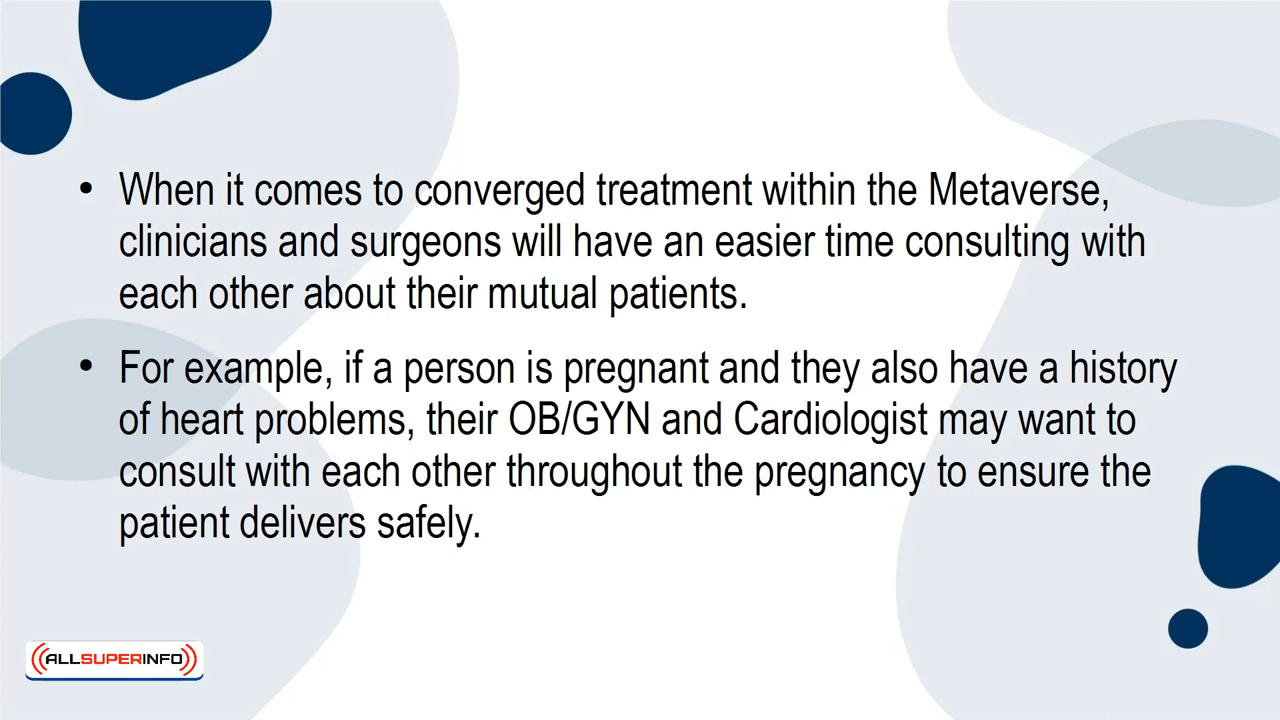 • When it comes to converged treatment within the Metaverse,
clinicians and surgeons will have an easier time consulting with
each other about their mutual patients.
• For example, if a person is pregnant and they also have a history
of heart problems, their OB/GYN and Cardiologist may want to
consult with each other throughout the pregnancy to ensure the
patient delivers safely.
ALLSUPERINFO